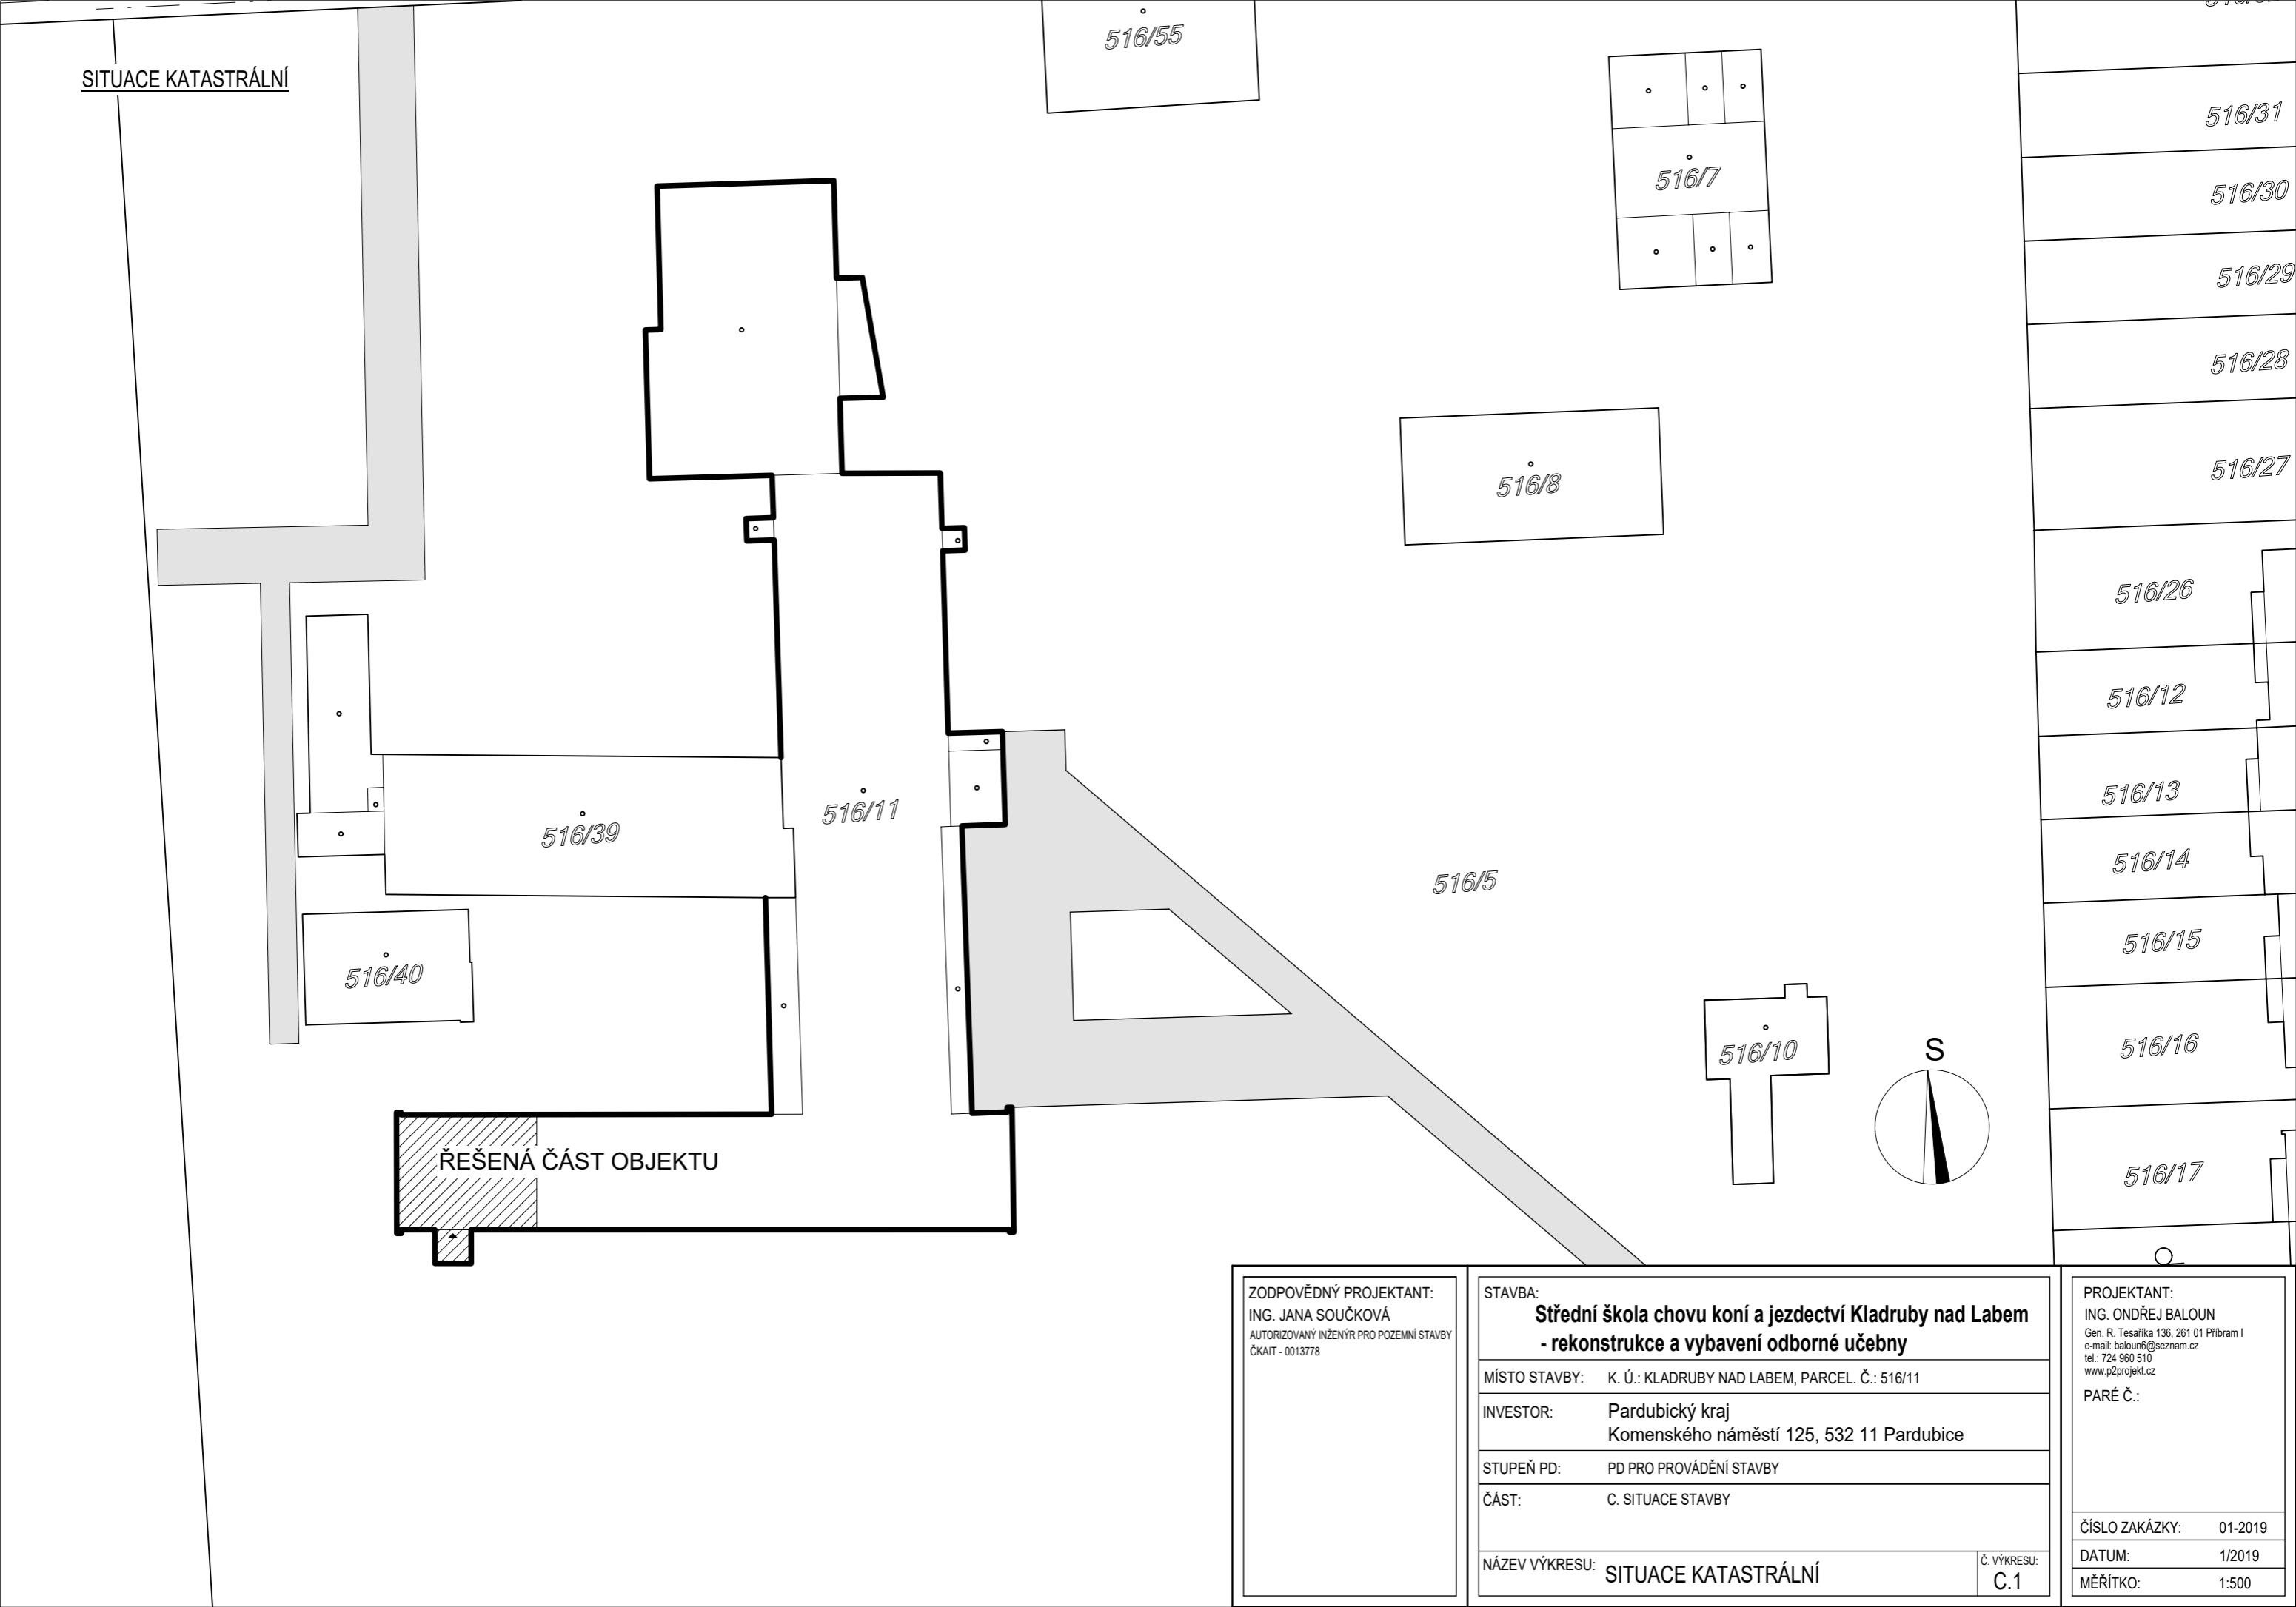 SITUACE KATASTRÁLNÍ
516/55
516/31
516/7
516/30
516/29
516/28
516/27
516/8
516/26
516/12
516/13
516/11
516/39
516/14
516/5
516/15
516/40
516/10
516/16
S
ŘEŠENÁ ČÁST OBJEKTU
516/17
ZODPOVĚDNÝ PROJEKTANT:
ING. JANA SOUČKOVÁ
AUTORIZOVANÝ INŽENÝR PRO POZEMNÍ STAVBY
ČKAIT - 0013778
STAVBA:
Střední škola chovu koní a jezdectví Kladruby nad Labem
- rekonstrukce a vybavení odborné učebny
MÍSTO STAVBY: K. Ú.: KLADRUBY NAD LABEM, PARCEL. Č.: 516/11
INVESTOR: Pardubický kraj
Komenského náměstí 125, 532 11 Pardubice
STUPEŇ PD: PD PRO PROVÁDĚNÍ STAVBY
ČÁST: C. SITUACE STAVBY
NÁZEV VÝKRESU: SITUACE KATASTRÁLNÍ
Č. VÝKRESU:
C.1
PROJEKTANT:
ING. ONDŘEJ BALOUN
Gen. R. Tesaříka 136, 261 01 Příbram I
e-mail: baloun6@seznam.cz
tel.: 724 960 510
www.p2projekt.cz
PARÉ Č.:
ČÍSLO ZAKÁZKY: 01-2019
DATUM: 1/2019
MĚŘÍTKO: 1:500